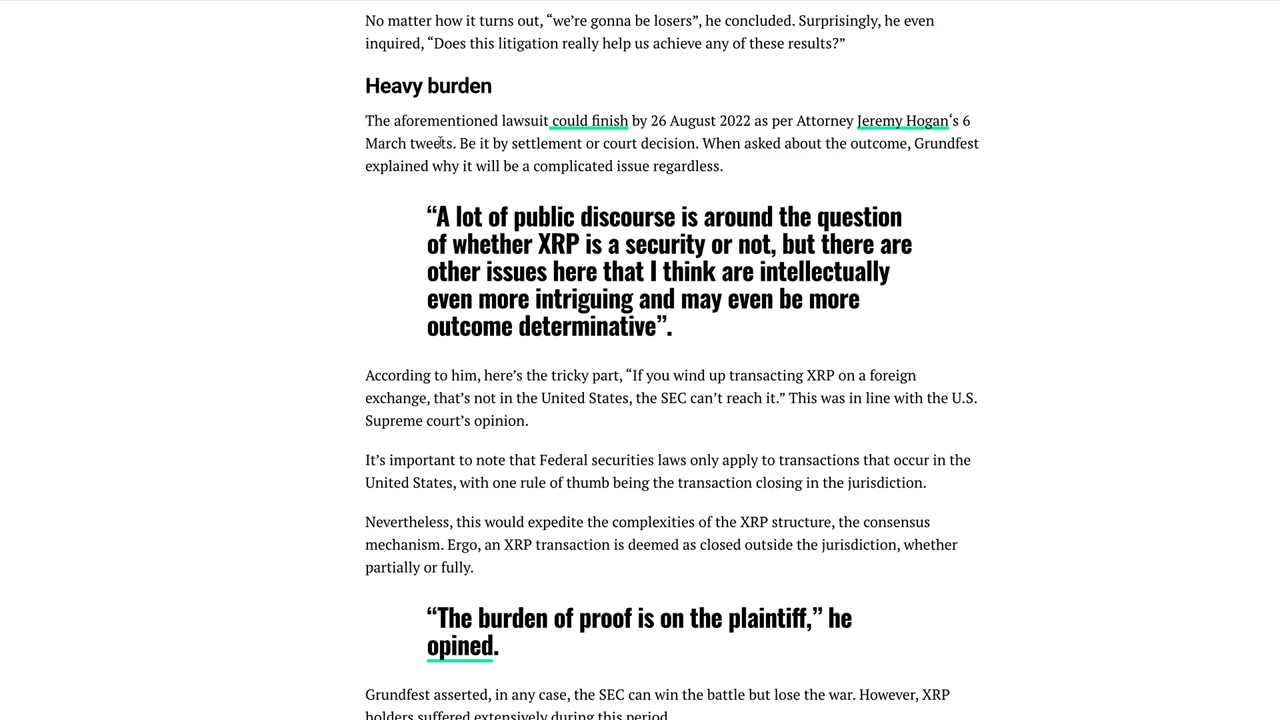 No matter how it turns out, “we’re gonna be losers”, he concluded. Surprisingly, he even
inquired, “Does this litigation really help us achieve any of these results?”
Heavy burden
The aforementioned lawsuit could finish by 26 August 2022 as per Attorney Jeremy Hogan‘s 6
March tweets. Be it by settlement or court decision. When asked about the outcome, Grundfest
explained why it will be a complicated issue regardless.
“A lot of public discourse is around the question
of whether XRP is a security or not, but there are
other issues here that I think are intellectually
even more intriguing and may even be more
outcome determinative”.
According to him, here’s the tricky part, “If you wind up transacting XRP on a foreign
exchange, that’s not in the United States, the SEC can’t reach it.” This was in line with the U.S.
Supreme court’s opinion.
It’s important to note that Federal securities laws only apply to transactions that occur in the
United States, with one rule of thumb being the transaction closing in the jurisdiction.
Nevertheless, this would expedite the complexities of the XRP structure, the consensus
mechanism. Ergo, an XRP transaction is deemed as closed outside the jurisdiction, whether
partially or fully.
“The burden of proof is on the plaintiff,” he
opined.
Grundfest asserted, in any case, the SEC can win the battle but lose the war. However, XRP
holders suffered extensively during this period.